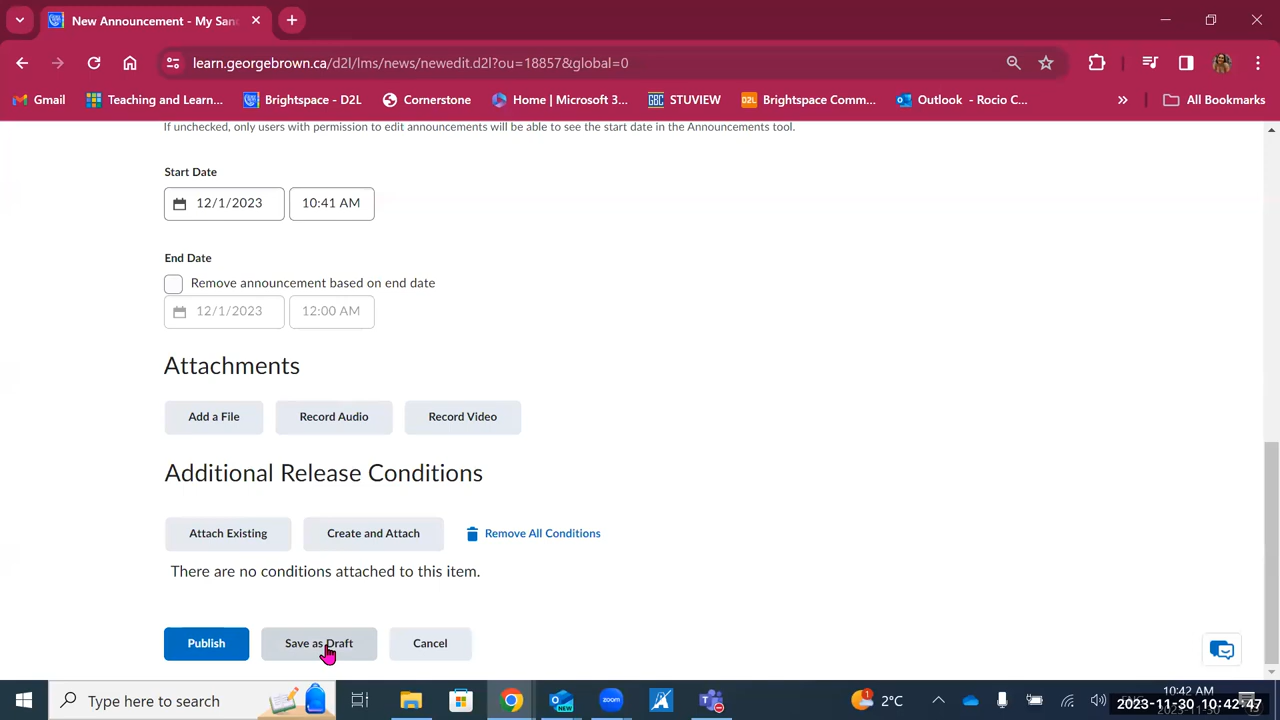 New Announcement - My San
learn.georgebrown.ca/d2l/lms/news/newedit.d2l?ou=18857&global=0
Gmail
Teaching and Learn...
Brightspace - D2L
Cornerstone
Home | Microsoft 3...
GBC STUVIEW
D2L Brightspace Comm...
Outlook - Rocio C...
» All Bookmarks
If unchecked, only users with permission to edit announcements will be able to see the start date in the Announcements tool.
Start Date
12/1/2023 10:41 AM
End Date
Remove announcement based on end date
12/1/2023 12:00 AM
Attachments
Add a File
Record Audio
Record Video
Additional Release Conditions
Attach Existing
Create and Attach
Remove All Conditions
There are no conditions attached to this item.
Publish
Save as Draft
Cancel
Type here to search
NEW
zoom
1
2°C
10:42 AM
2023-11-30 10:42:47